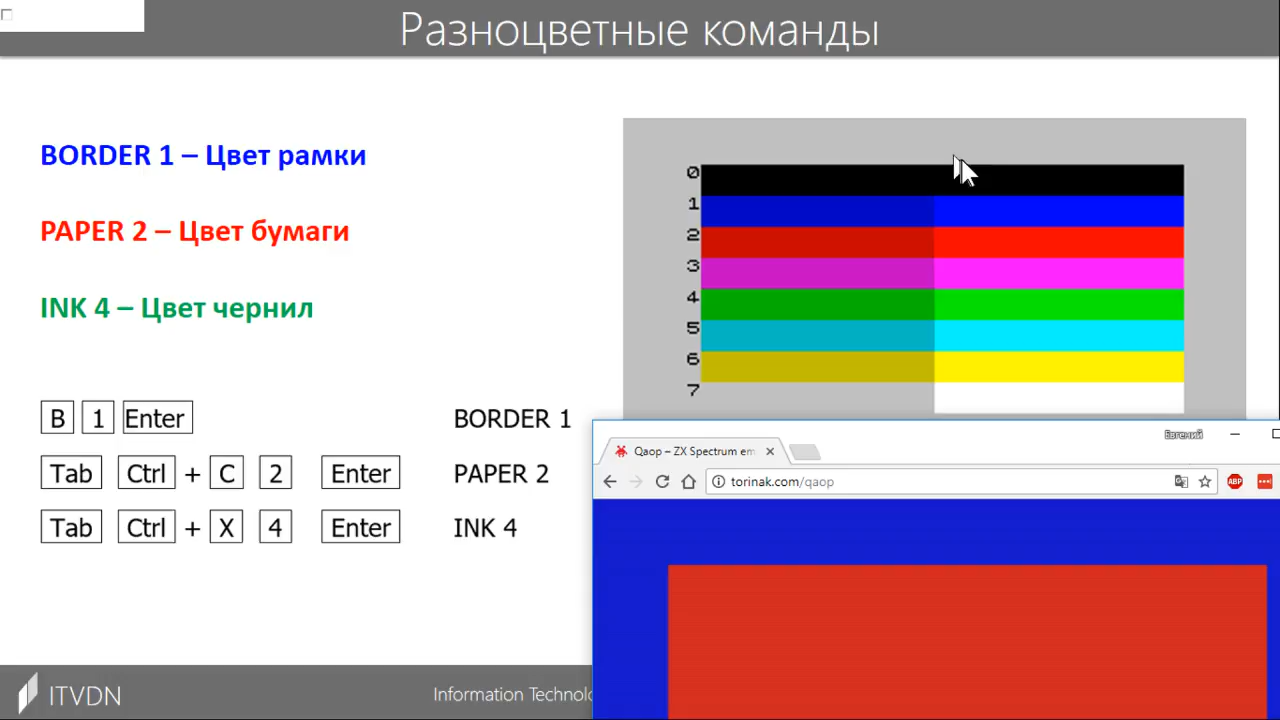 Разноцветные команды
BORDER 1 – Цвет рамки
PAPER 2 – Цвет бумаги
INK 4 – Цвет чернил
0
1
2
3
4
5
6
7
B 1 Enter BORDER 1
Tab Ctrl + C 2 Enter PAPER 2
Tab Ctrl + X 4 Enter INK 4
Евгений
Qaop – ZX Spectrum em
torinak.com/qaop
ABP
ITVDN
Information Technolo